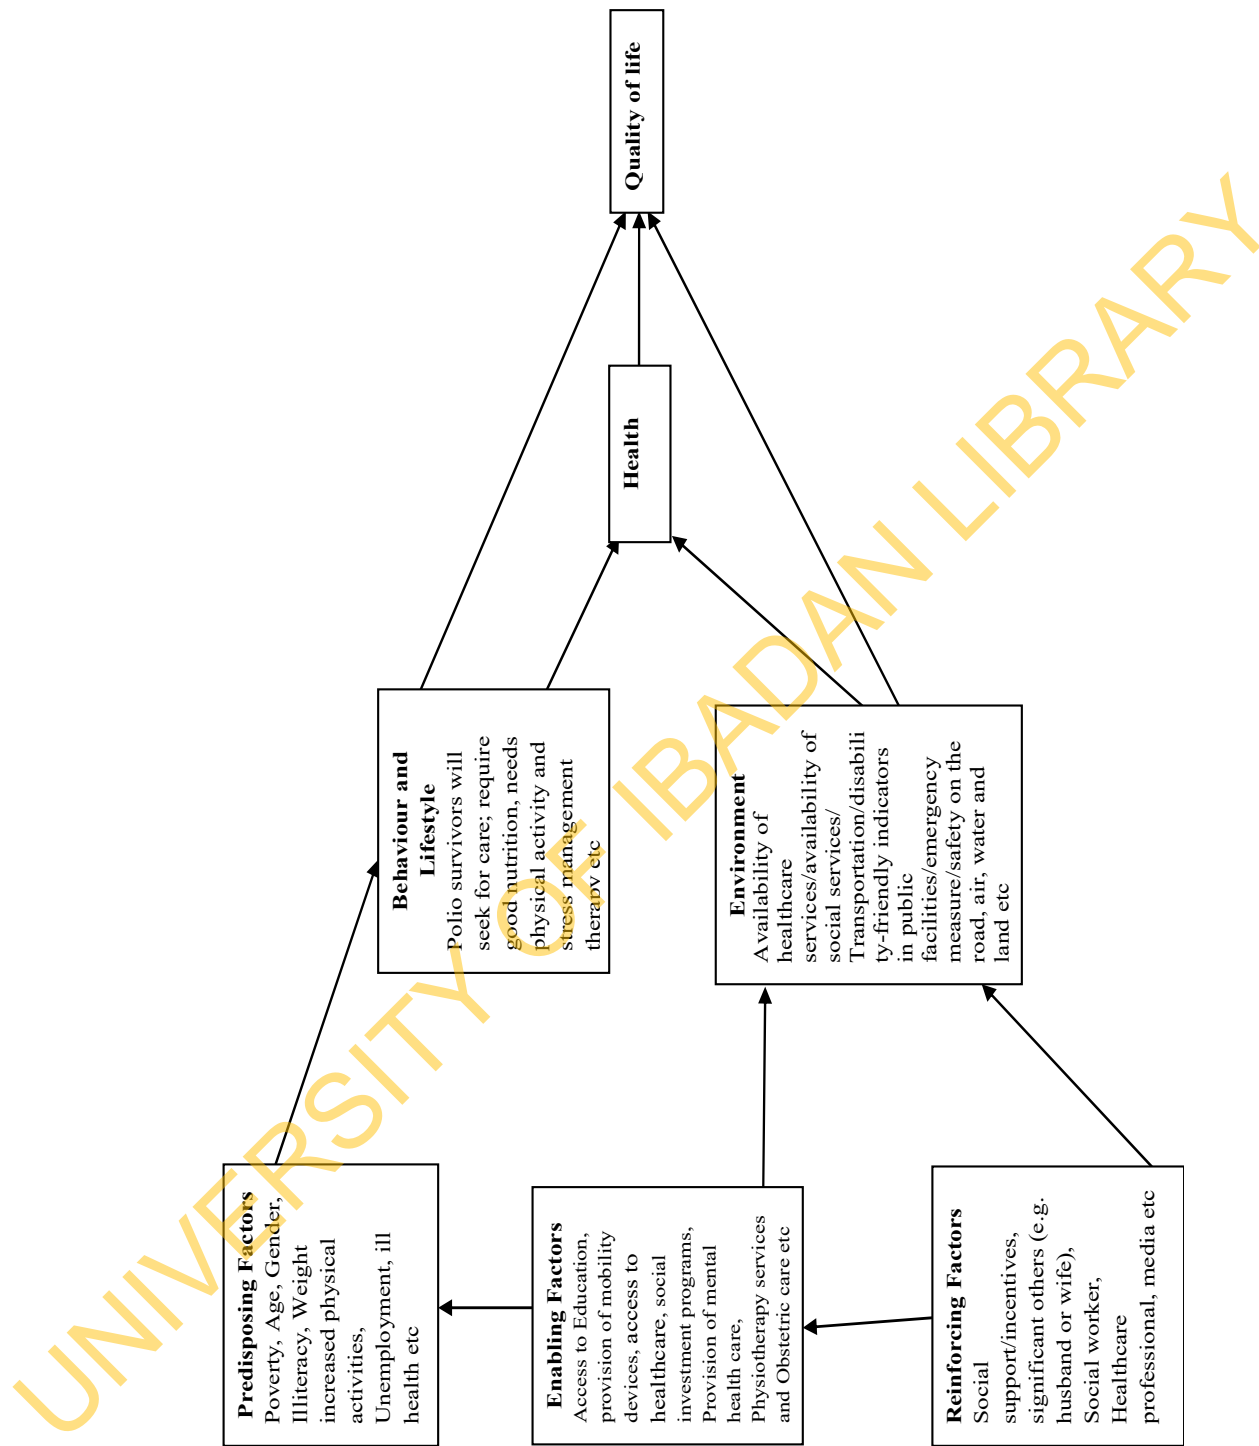 Predisposing Factors
Poverty, Age, Gender,
Illiteracy, Weight
increased physical
activities,
Unemployment, ill
health etc
Enabling Factors
Access to Education,
provision of mobility
devices, access to
healthcare, social
investment programs,
Provision of mental
health care,
Physiotherapy services
and Obstetric care etc
Reinforcing Factors
Social
support/incentives,
significant others (e.g.
husband or wife),
Social worker,
Healthcare
professional, media etc
Behaviour and
Lifestyle
Polio survivors will
seek for care; require
good nutrition, needs
physical activity and
stress management
therapy etc
Environment
Availability of
healthcare
services/availability of
social services/
Transportation/disabili
ty-friendly indicators
in public
facilities/emergency
measure/safety on the
road, air, water and
land etc
Health
Quality of life
UNIVERSITY OF IBADAN LIBRARY